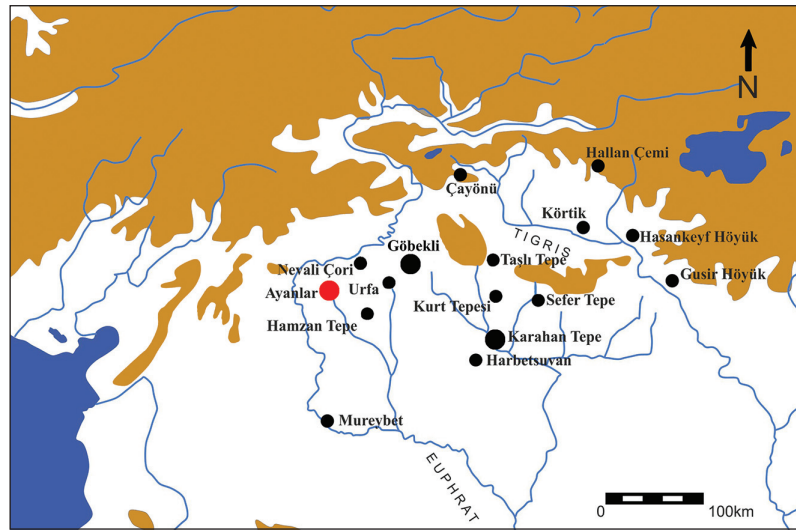 N
Hallan Çemi
Çayönü
Körtik
TIGRIS
Hasankeyf Höyük
Göbekli
Taşlı Tepe
Nevali Çori
Gusir Höyük
Urfa
Ayanlar
Kurt Tepesi
Sefer Tepe
Hamzan Tepe
Karahan Tepe
Harbetsuvan
Mureybet
EUPHRAT
0
100km